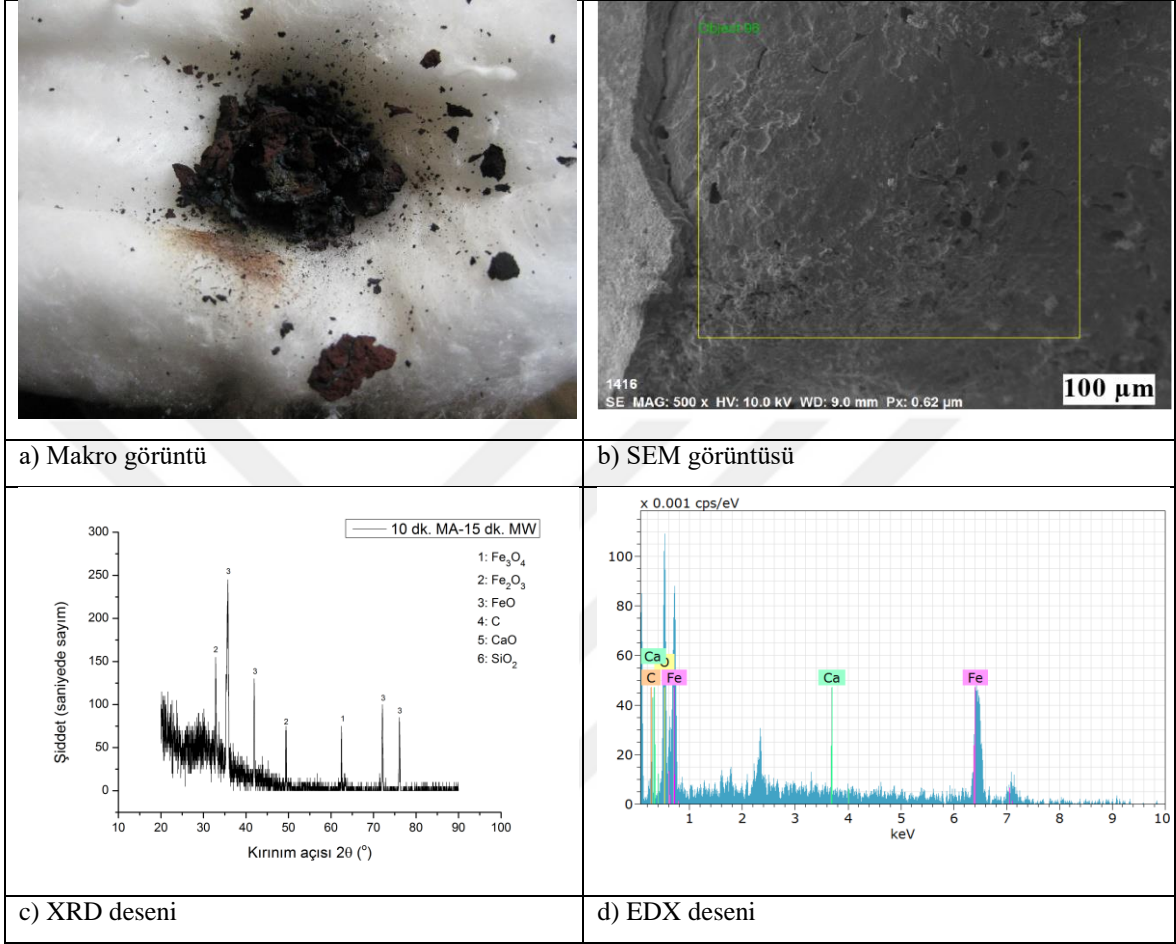 Object 96
1416
SE MAG: 500 x HV: 10.0 kV WD: 9.0 mm Px: 0.62 µm
100 µm
a) Makro görüntü
b) SEM görüntüsü
10 dk. MA-15 dk. MW
1: Fe₃O₄
2: Fe₂O₃
3: FeO
4: C
5: CaO
6: SiO₂
Şiddet (saniyede sayım)
300
250
200
150
100
50
0
3
2
3
2
1
3
3
10 20 30 40 50 60 70 80 90 100
Kırınım açısı 2θ (°)
x 0.001 cps/eV
100
80
60
40
20
0
Ca O
C Fe
Ca
Fe
1 2 3 4 5 6 7 8 9 10
keV
c) XRD deseni
d) EDX deseni